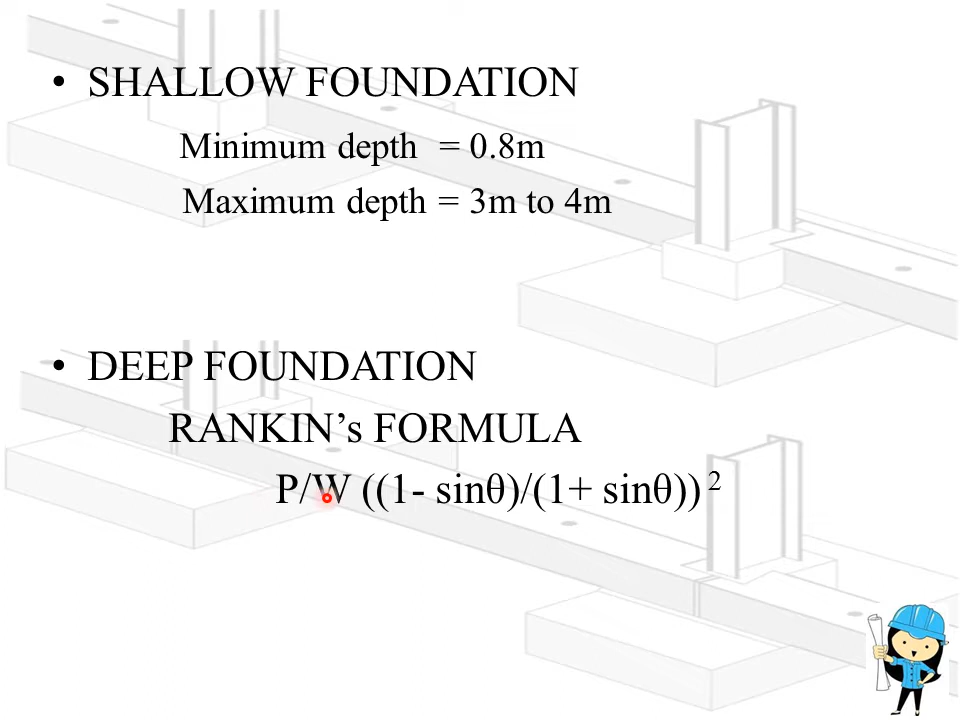 • SHALLOW FOUNDATION
Minimum depth = 0.8m
Maximum depth = 3m to 4m
• DEEP FOUNDATION
RANKIN’s FORMULA
P/W ((1- sinθ)/(1+ sinθ)) ²